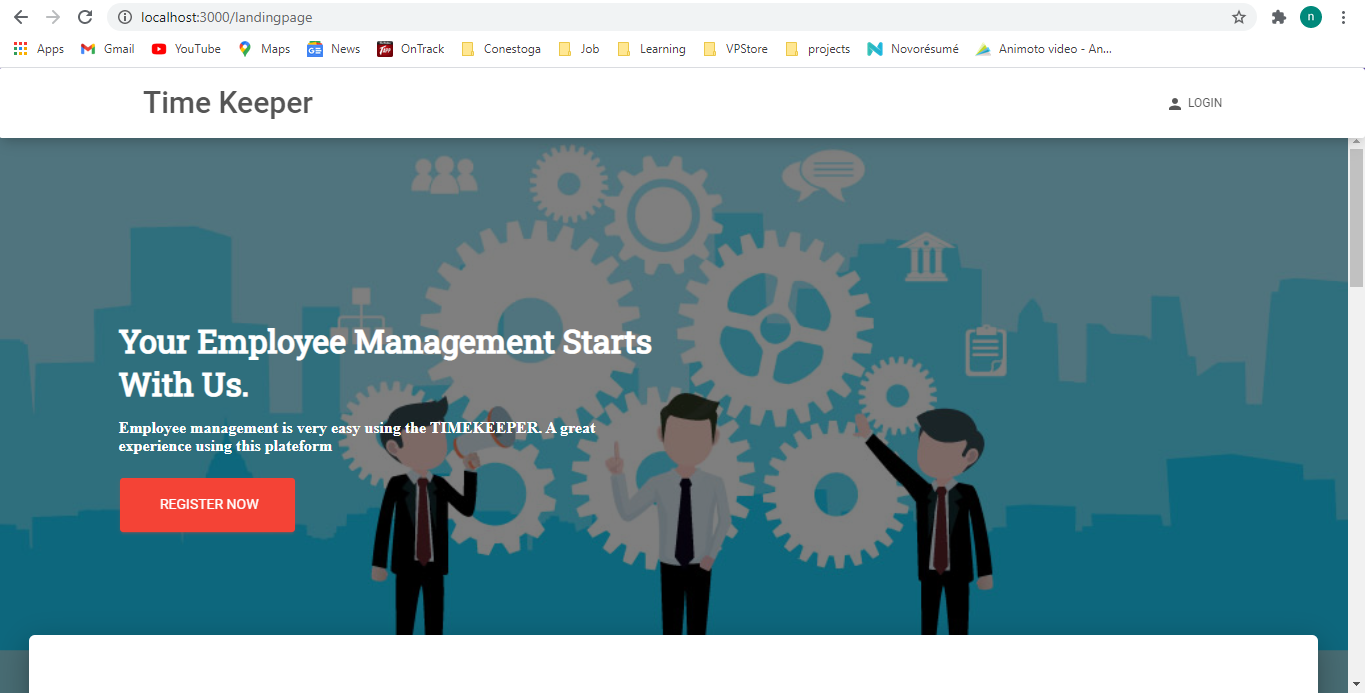 localhost:3000/landingpage
n
Apps Gmail YouTube Maps GE News OnTrack Conestoga Job Learning VPStore projects Novorésumé Animoto video - An...
Time Keeper
LOGIN
Your Employee Management Starts
With Us.
Employee management is very easy using the TIMEKEEPER. A great
experience using this plateform
REGISTER NOW